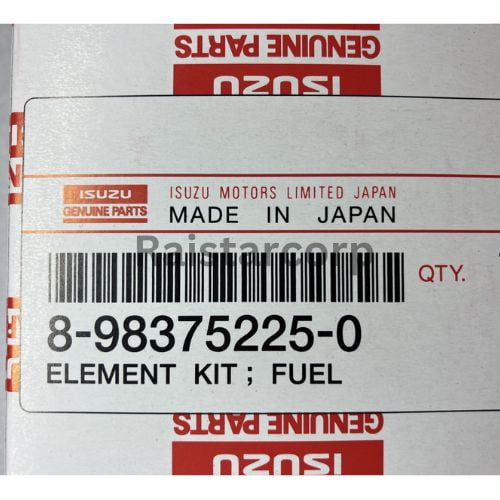 GENUINE PARTS
ISUZU
ISUZU
GENUINE PARTS
ISUZU MOTORS LIMITED JAPAN
MADE IN JAPAN
Raistarcorp
QTY.
8-98375225-0
ELEMENT KIT; FUEL
GENUINE PARTS
ISUZU